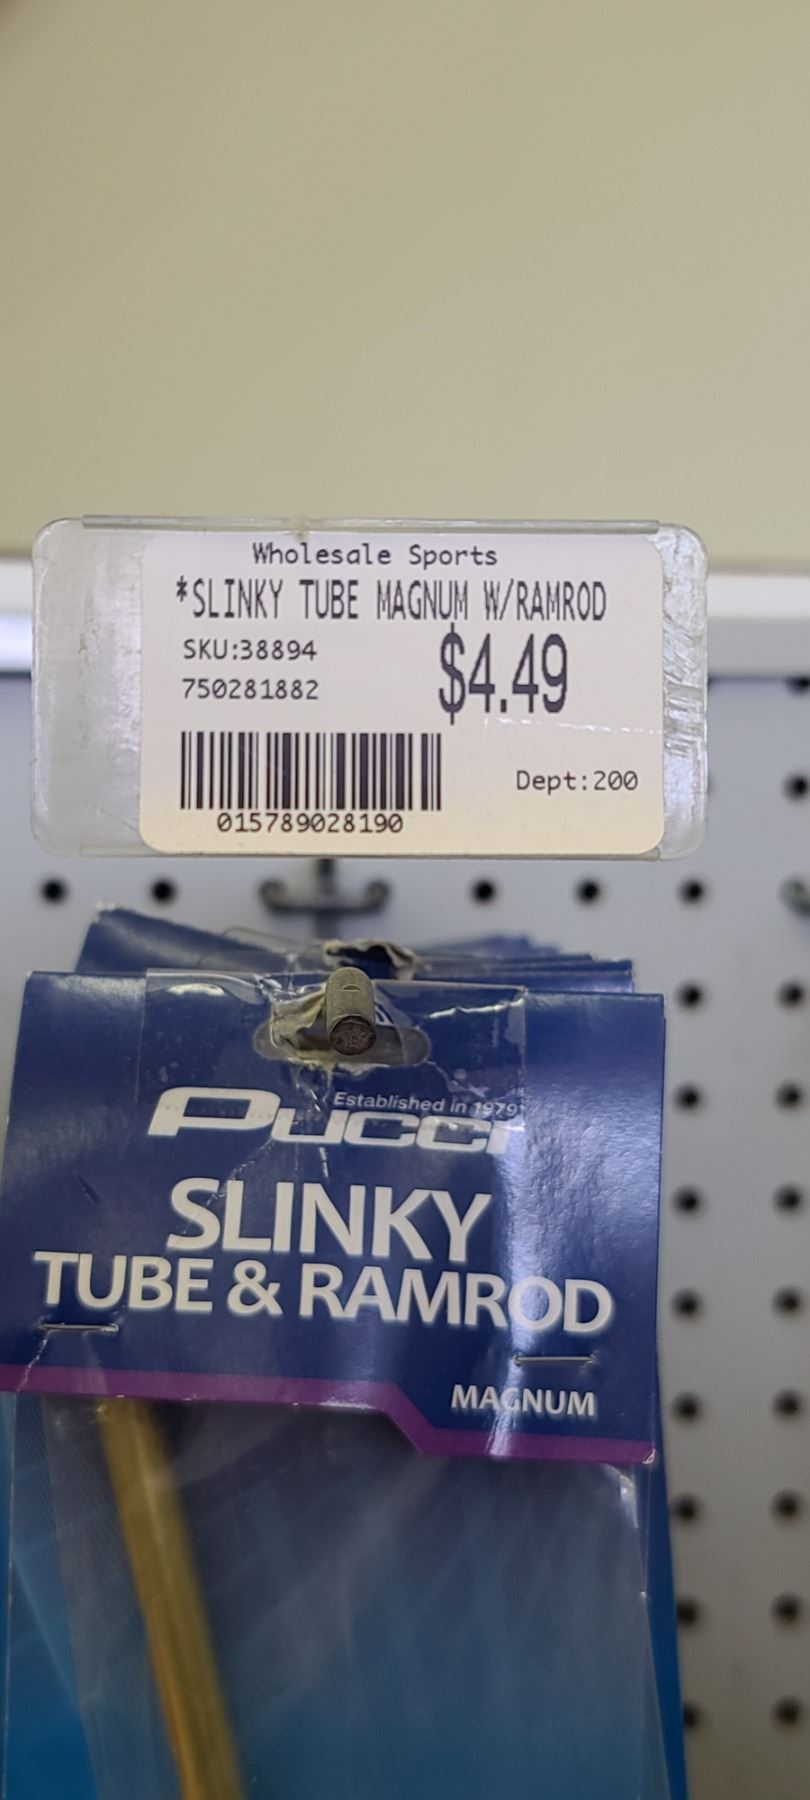 Wholesale Sports
*SLINKY TUBE MAGNUM W/RAMROD
SKU:38894
$4.49
750281882
Dept:200
015789028190
Established in 1979
Pucci
SLINKY
TUBE & RAMROD
MAGNUM